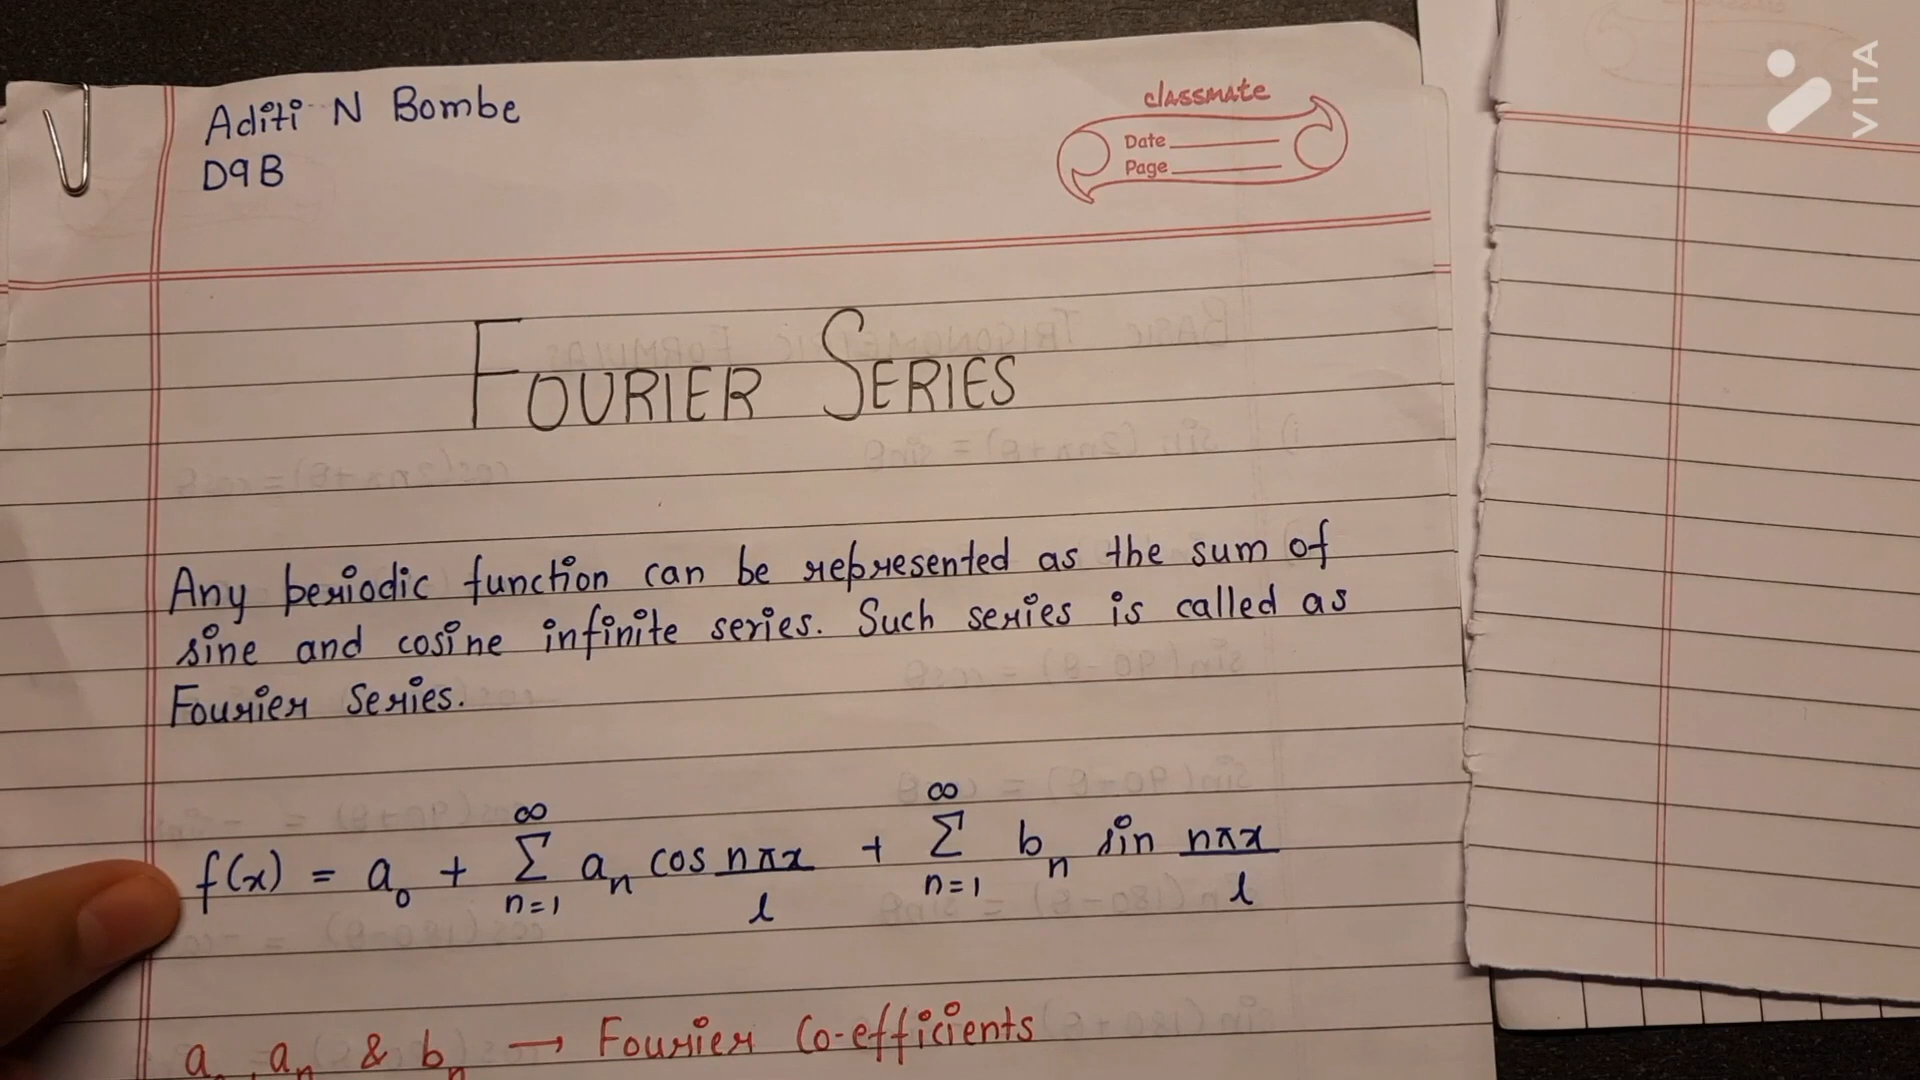 Aditi N Bombe
D9B
classmate
Date
Page
VITA
FOURIER SERIES
Any periodic function can be represented as the sum of
sine and cosine infinite series. Such series is called as
Fourier Series.
f(x) = a₀ + ∞Σn=1 aₙ cos nπx/l + ∞Σn=1 bₙ sin nπx/l
a₀, aₙ & bₙ → Fourier Co-efficients